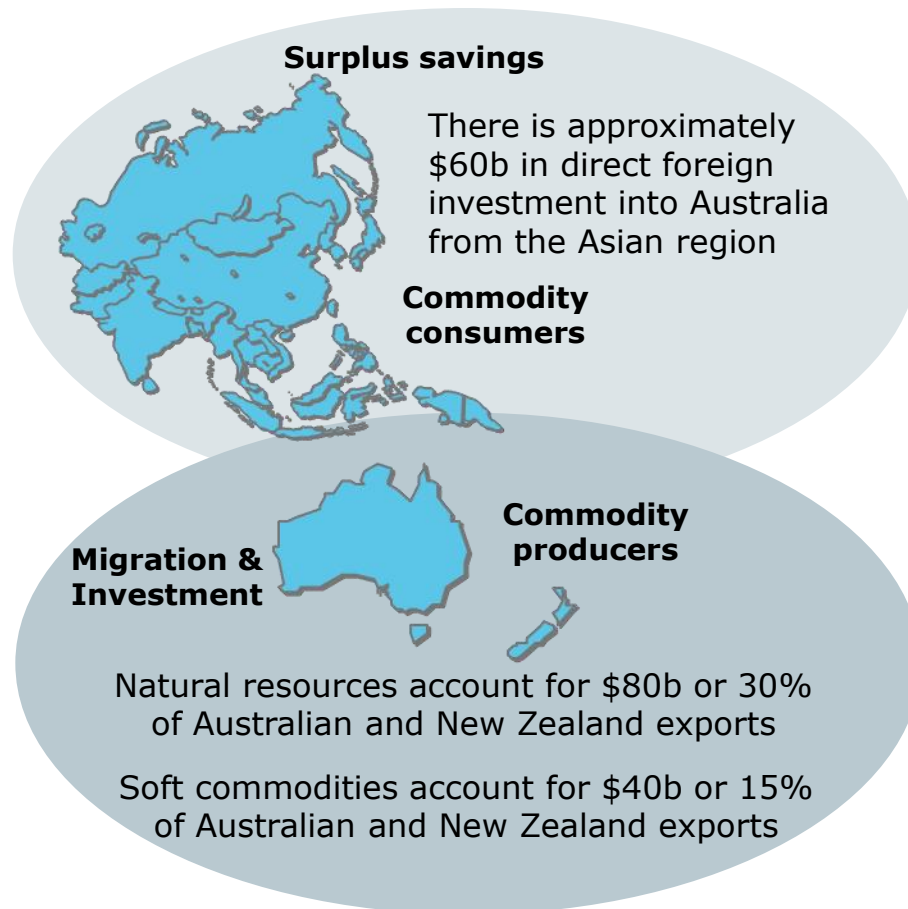 Surplus savings
There is approximately
$60b in direct foreign
investment into Australia
from the Asian region
Commodity
consumers
Commodity
producers
Migration &
Investment
Natural resources account for $80b or 30%
of Australian and New Zealand exports
Soft commodities account for $40b or 15%
of Australian and New Zealand exports